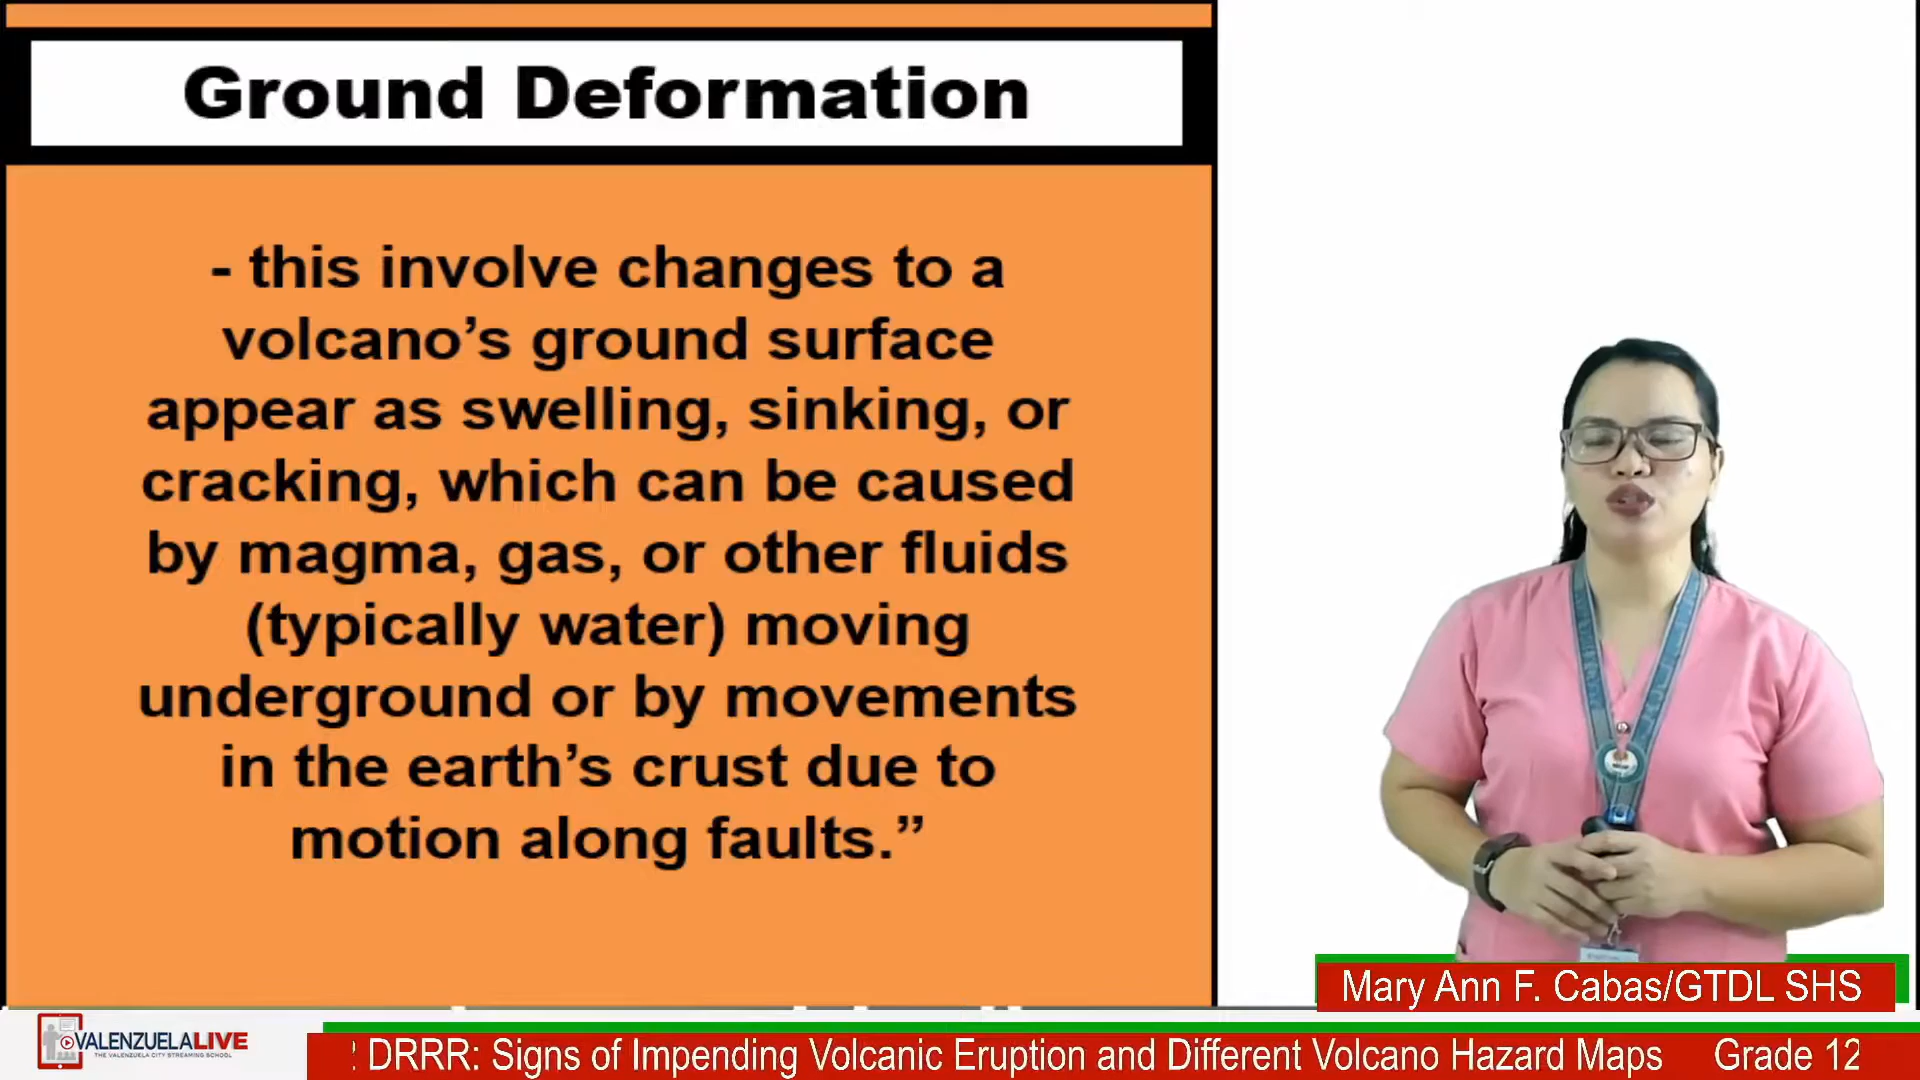 Ground Deformation
- this involve changes to a
volcano’s ground surface
appear as swelling, sinking, or
cracking, which can be caused
by magma, gas, or other fluids
(typically water) moving
underground or by movements
in the earth’s crust due to
motion along faults.”
Mary Ann F. Cabas/GTDL SHS
VALENZUELALIVE
THE VALENZUELA CITY STREAMING SCHOOL
DRRR: Signs of Impending Volcanic Eruption and Different Volcano Hazard Maps Grade 12